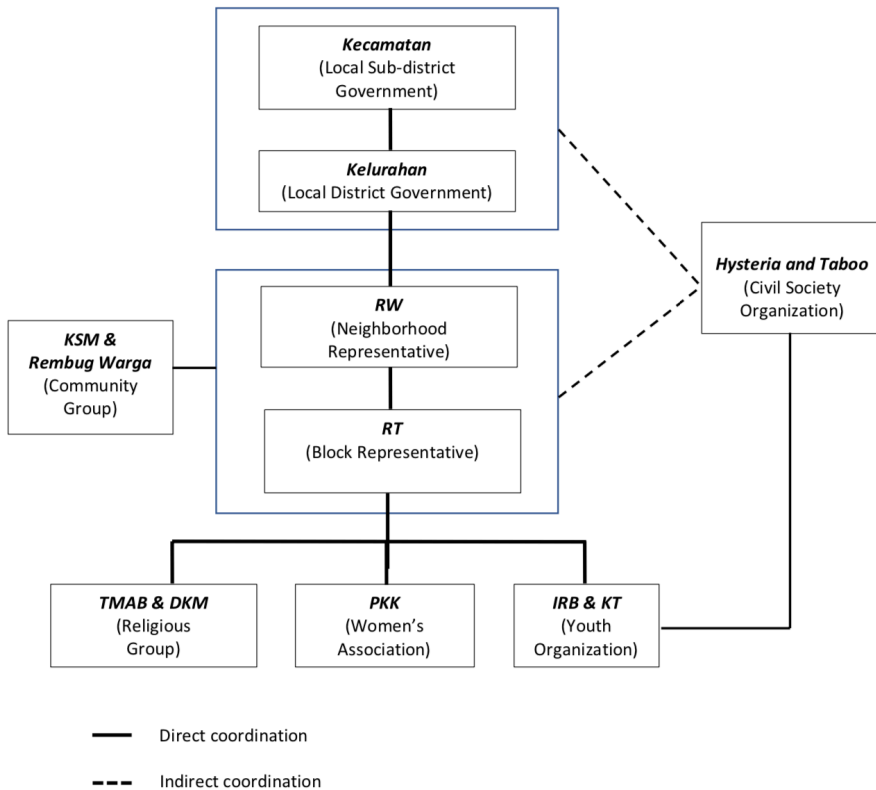 Kecamatan
(Local Sub-district
Government)
Kelurahan
(Local District Government)
Hysteria and Taboo
(Civil Society
Organization)
RW
(Neighborhood
Representative)
KSM &
Rembug Warga
(Community
Group)
RT
(Block Representative)
TMAB & DKM
(Religious
Group)
PKK
(Women's
Association)
IRB & KT
(Youth
Organization)
Direct coordination
Indirect coordination